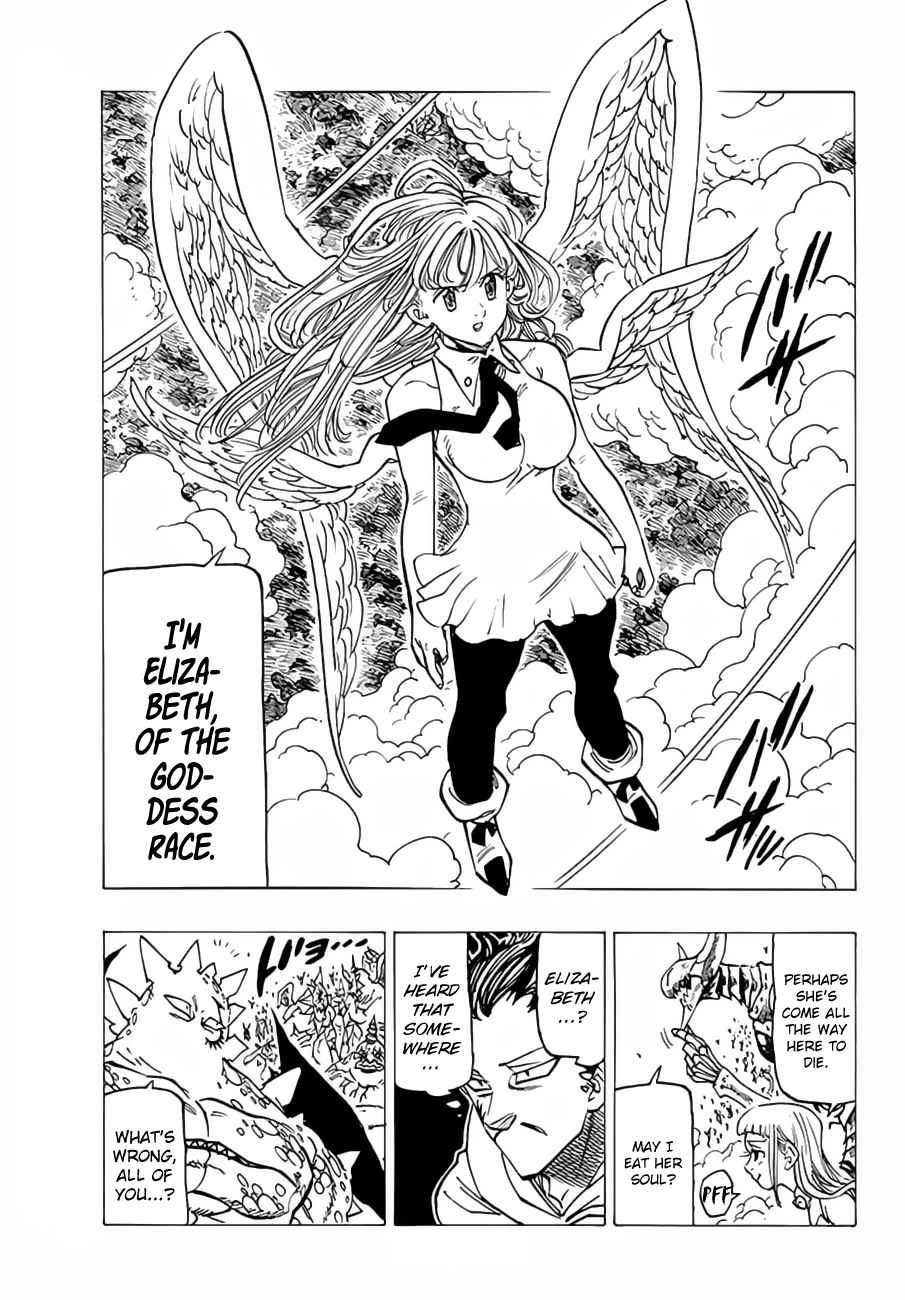 I'M
ELIZA-
BETH,
OF THE
GOD-
DESS
RACE.
PERHAPS
SHE'S
COME ALL
THE WAY
HERE TO
DIE.
MAY I
EAT HER
SOUL?
PFF
ELIZA-
BETH
...?
I'VE
HEARD
THAT
SOME-
WHERE
...
WHAT'S
WRONG,
ALL OF
YOU...?